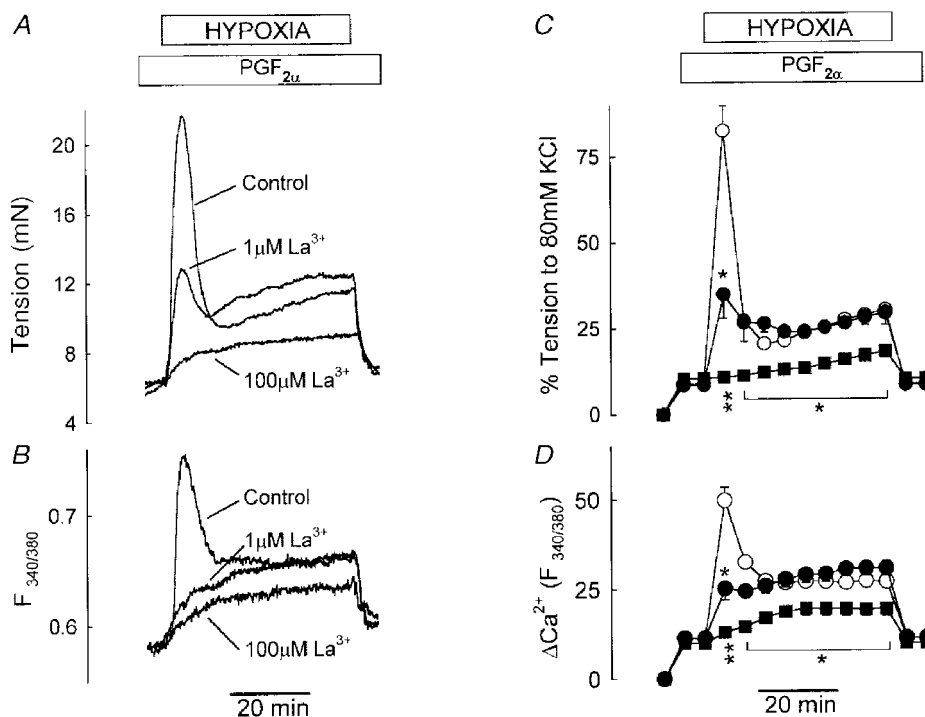 A
HYPOXIA
PGF2α
Tension (mN)
20
16
12
8
4
Control
1μM La3+
100μM La3+
B
F 340/380
0.7
0.6
Control
1μM La3+
100μM La3+
20 min
C
HYPOXIA
PGF2α
% Tension to 80mM KCl
75
50
25
0
*
**
*
D
ΔCa2+ (F 340/380)
50
25
0
*
**
*
20 min